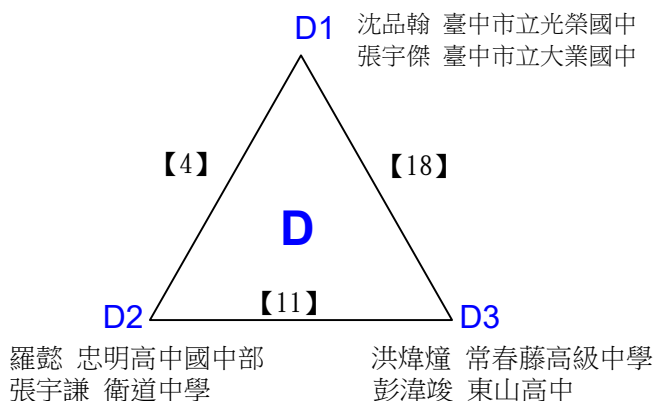 D1
沈品翰 臺中市立光榮國中
張宇傑 臺中市立大業國中
【4】
【18】
D
【11】
D2
D3
羅懿 忠明高中國中部
張宇謙 衛道中學
洪煒爖 常春藤高級中學
彭湋竣 東山高中